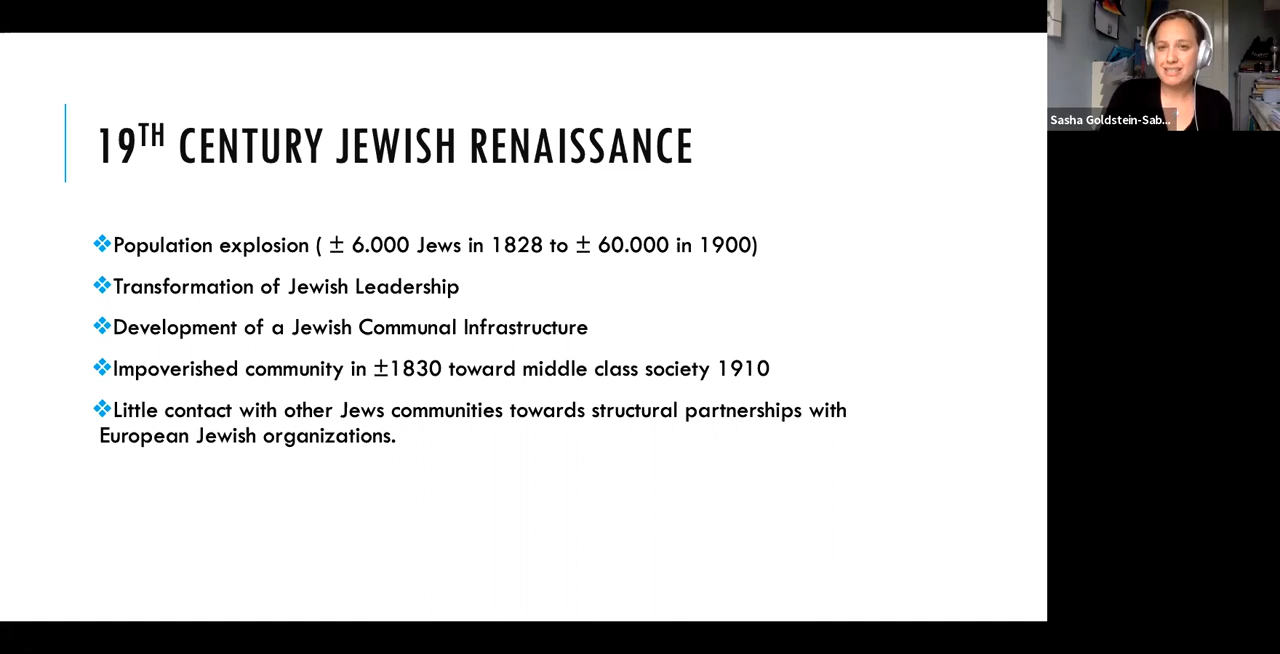 19TH CENTURY JEWISH RENAISSANCE
❖Population explosion ( ± 6.000 Jews in 1828 to ± 60.000 in 1900)
❖Transformation of Jewish Leadership
❖Development of a Jewish Communal Infrastructure
❖Impoverished community in ±1830 toward middle class society 1910
❖Little contact with other Jews communities towards structural partnerships with
European Jewish organizations.
Sasha Goldstein-Sab...